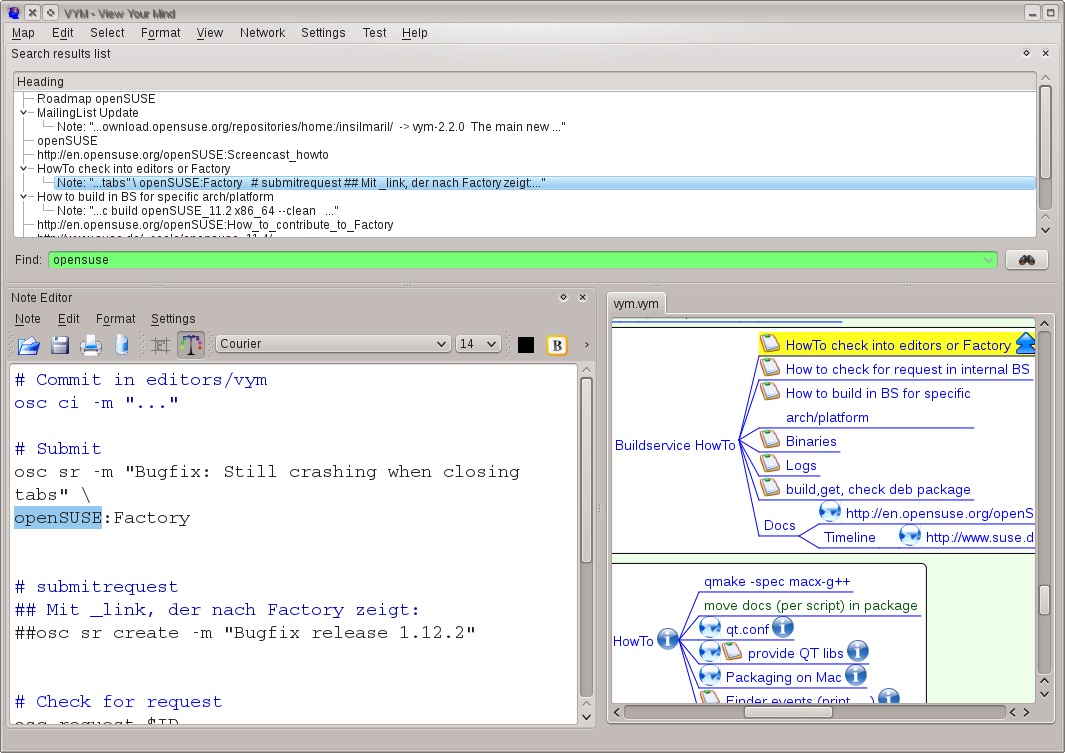 VYM - View Your Mind
Map Edit Select Format View Network Settings Test Help
Search results list
Heading
Roadmap openSUSE
MailingList Update
Note: "...ownload.opensuse.org/repositories/home:/insilmaril/ -> vym-2.2.0 The main new ..."
openSUSE
http://en.opensuse.org/openSUSE:Screencast_howto
HowTo check into editors or Factory
Note: "...tabs" \ openSUSE:Factory # submitrequest ## Mit _link, der nach Factory zeigt:..."
How to build in BS for specific arch/platform
Note: "...c build openSUSE_11.2 x86_64 --clean ..."
http://en.opensuse.org/openSUSE:How_to_contribute_to_Factory
Find: opensuse
Note Editor
Note Edit Format Settings
Courier 14 B
# Commit in editors/vym
osc ci -m "..."
# Submit
osc sr -m "Bugfix: Still crashing when closing
tabs" \
openSUSE:Factory
# submitrequest
## Mit _link, der nach Factory zeigt:
##osc sr create -m "Bugfix release 1.12.2"
# Check for request
osc request $ID
vym.vym
HowTo check into editors or Factory
How to check for request in internal BS
How to build in BS for specific
arch/platform
Buildservice HowTo
Binaries
Logs
build,get, check deb package
Docs
http://en.opensuse.org/openS
Timeline
http://www.suse.d
qmake -spec macx-g++
move docs (per script) in package
HowTo
qt.conf
provide QT libs
Packaging on Mac
Finder events (print, ...)